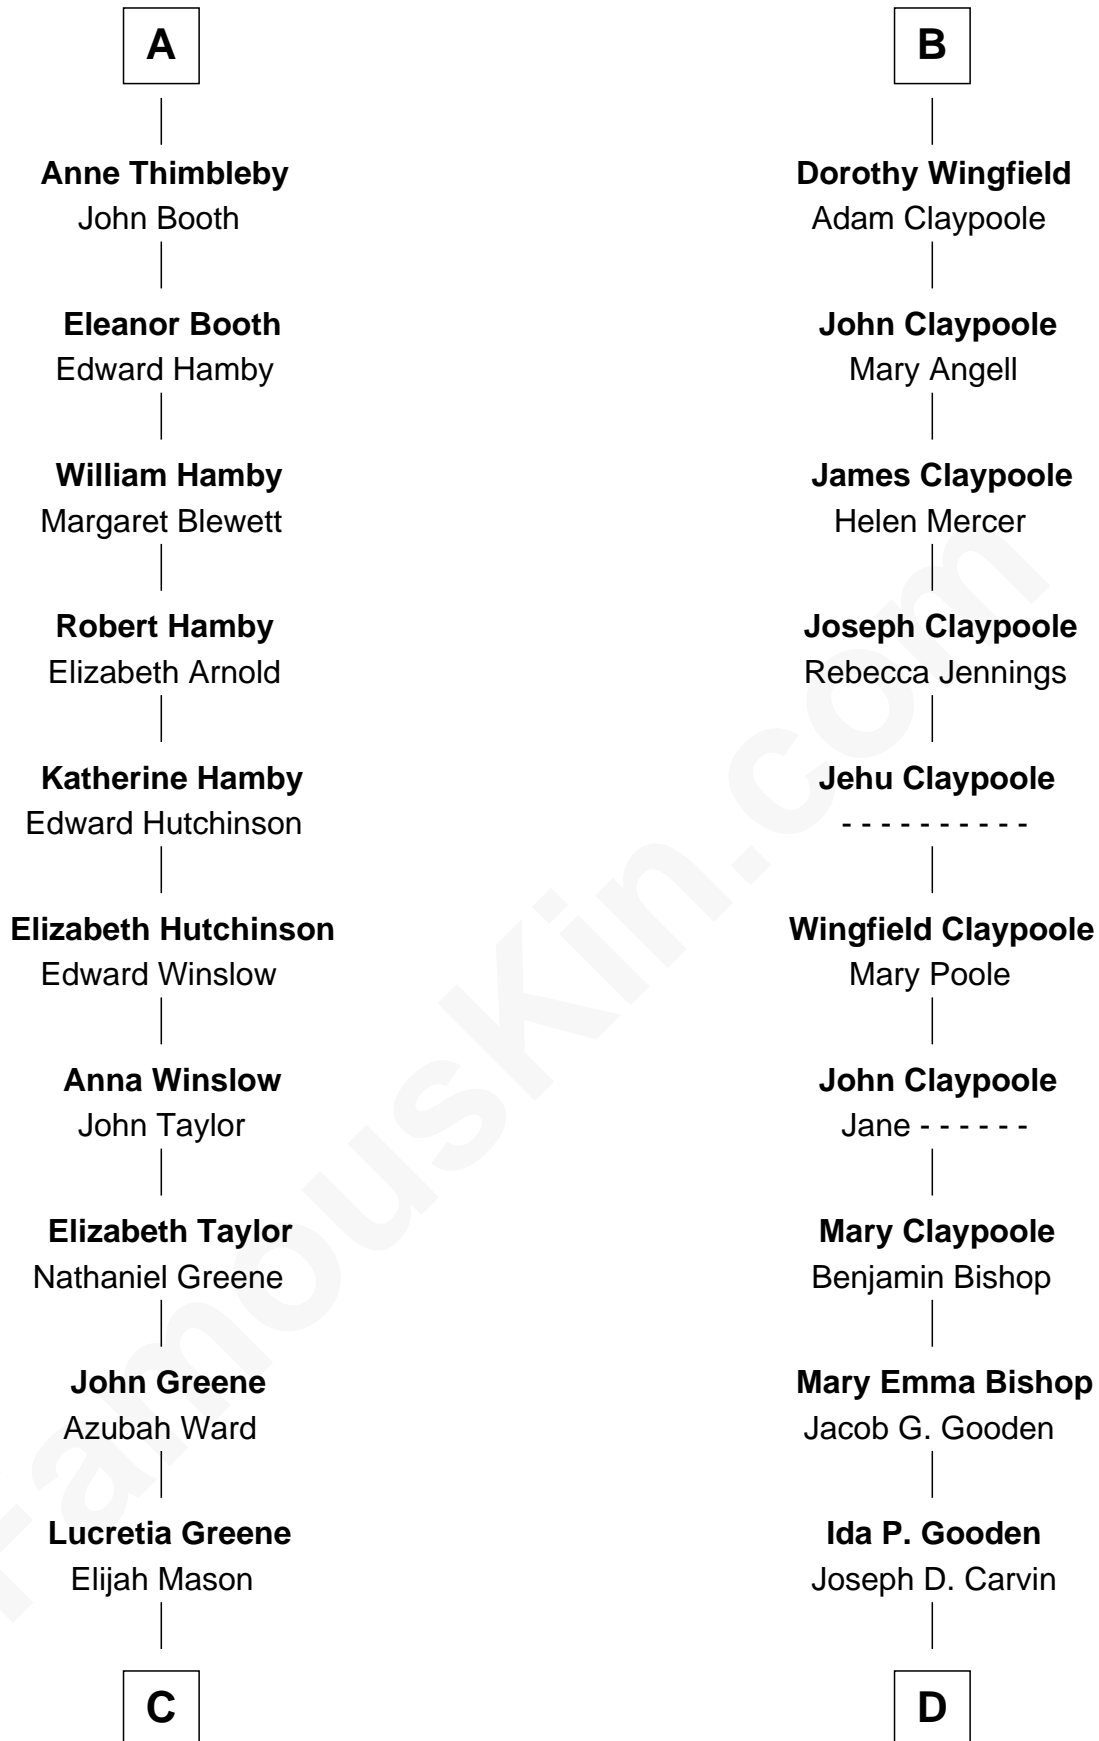 A
Anne Thimbleby
John Booth
Eleanor Booth
Edward Hamby
William Hamby
Margaret Blewett
Robert Hamby
Elizabeth Arnold
Katherine Hamby
Edward Hutchinson
Elizabeth Hutchinson
Edward Winslow
Anna Winslow
John Taylor
Elizabeth Taylor
Nathaniel Greene
John Greene
Azubah Ward
Lucretia Greene
Elijah Mason
C
B
Dorothy Wingfield
Adam Claypoole
John Claypoole
Mary Angell
James Claypoole
Helen Mercer
Joseph Claypoole
Rebecca Jennings
Jehu Claypoole
- - - - - - - - - -
Wingfield Claypoole
Mary Poole
John Claypoole
Jane - - - - - -
Mary Claypoole
Benjamin Bishop
Mary Emma Bishop
Jacob G. Gooden
Ida P. Gooden
Joseph D. Carvin
D
FamousKin.com